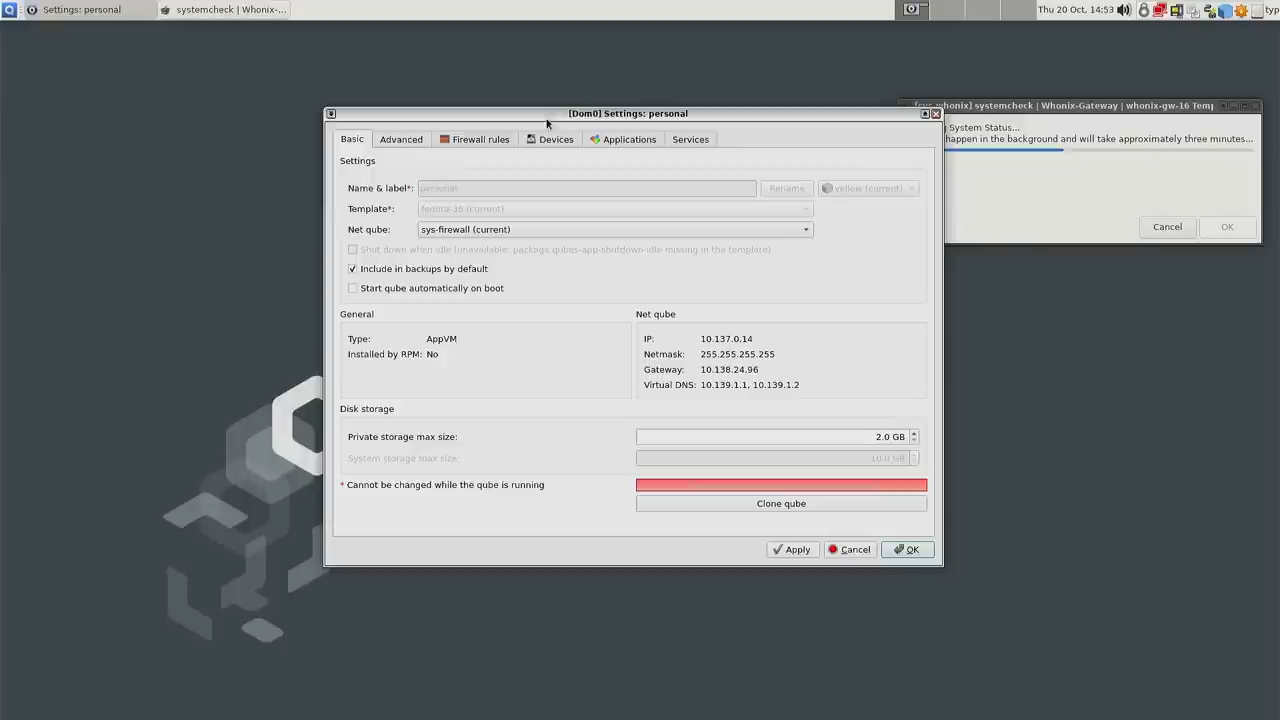 Settings: personal
systemcheck | Whonix-...
Thu 20 Oct, 14:53
typ
[Dom0] Settings: personal
[sys-whonix] systemcheck | Whonix-Gateway | whonix-gw-16 Temp
System Status...
happen in the background and will take approximately three minutes...
Cancel
OK
Basic
Advanced
Firewall rules
Devices
Applications
Services
Settings
Name & label*:
personal
Rename
yellow (current)
Template*:
fedora-36 (current)
Net qube:
sys-firewall (current)
Shut down when idle (unavailable: package qubes-app-shutdown-idle missing in the template)
Include in backups by default
Start qube automatically on boot
General
Type: AppVM
Installed by RPM: No
Net qube
IP: 10.137.0.14
Netmask: 255.255.255.255
Gateway: 10.138.24.96
Virtual DNS: 10.139.1.1, 10.139.1.2
Disk storage
Private storage max size:
2.0 GB
System storage max size:
10.0 GB
* Cannot be changed while the qube is running
Clone qube
Apply
Cancel
OK